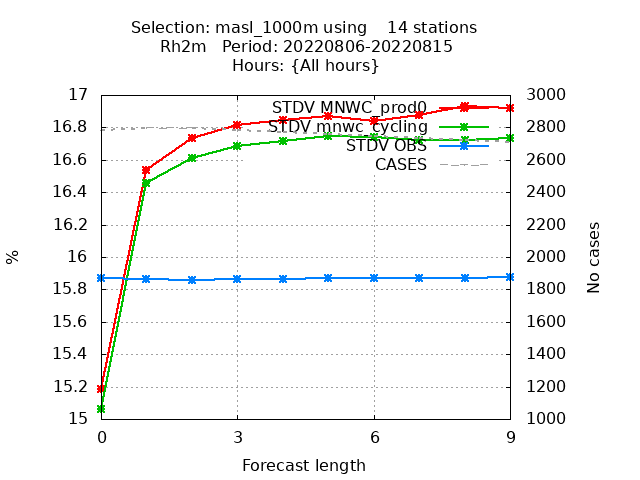 Selection: masl_1000m using    14 stations
Rh2m   Period: 20220806-20220815
Hours: {All hours}
17
16.8
16.6
16.4
16.2
16
15.8
15.6
15.4
15.2
15
%
STDV MNWC_prod0
STDV mnwc_cycling
STDV OBS
CASES
3000
2800
2600
2400
2200
2000
1800
1600
1400
1200
1000
No cases
0 3 6 9
Forecast length